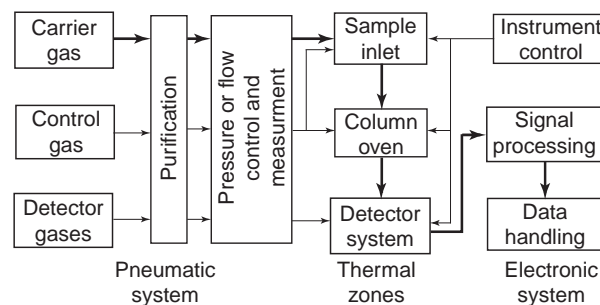 Carrier
gas
Control
gas
Detector
gases
Purification
Pressure or flow
control and
measurment
Sample
inlet
Column
oven
Detector
system
Instrument
control
Signal
processing
Data
handling
Pneumatic
system
Thermal
zones
Electronic
system